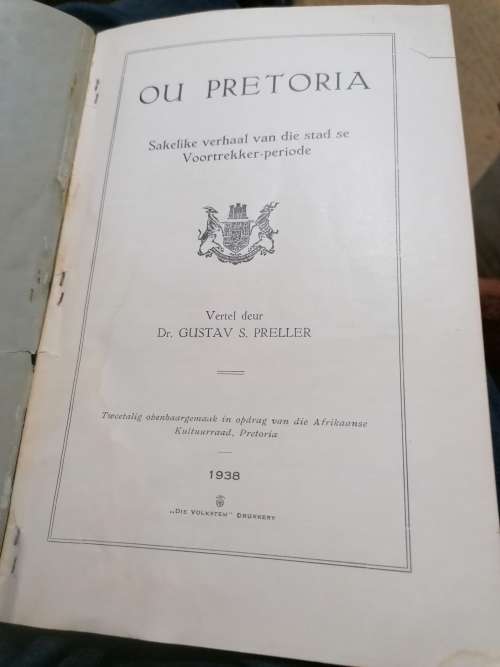 OU PRETORIA
Sakelike verhaal van die stad se
Voortrekker-periode
Vertel deur
Dr. GUSTAV S. PRELLER
Tweetalig openbaargemaak in opdrag van die Afrikaanse
Kultuurraad, Pretoria
1938
„DIE VOLKSTEM" DRUKKERY